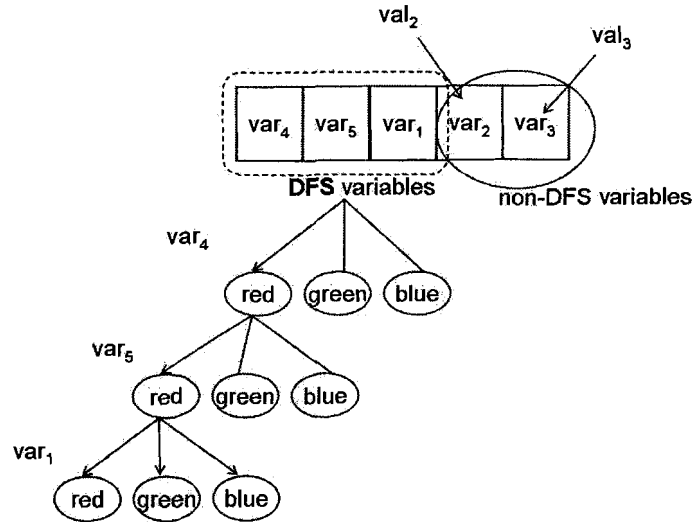 val2
val3
var4 var5 var1 var2 var3
DFS variables
non-DFS variables
var4
red green blue
var5
red green blue
var1
red green blue